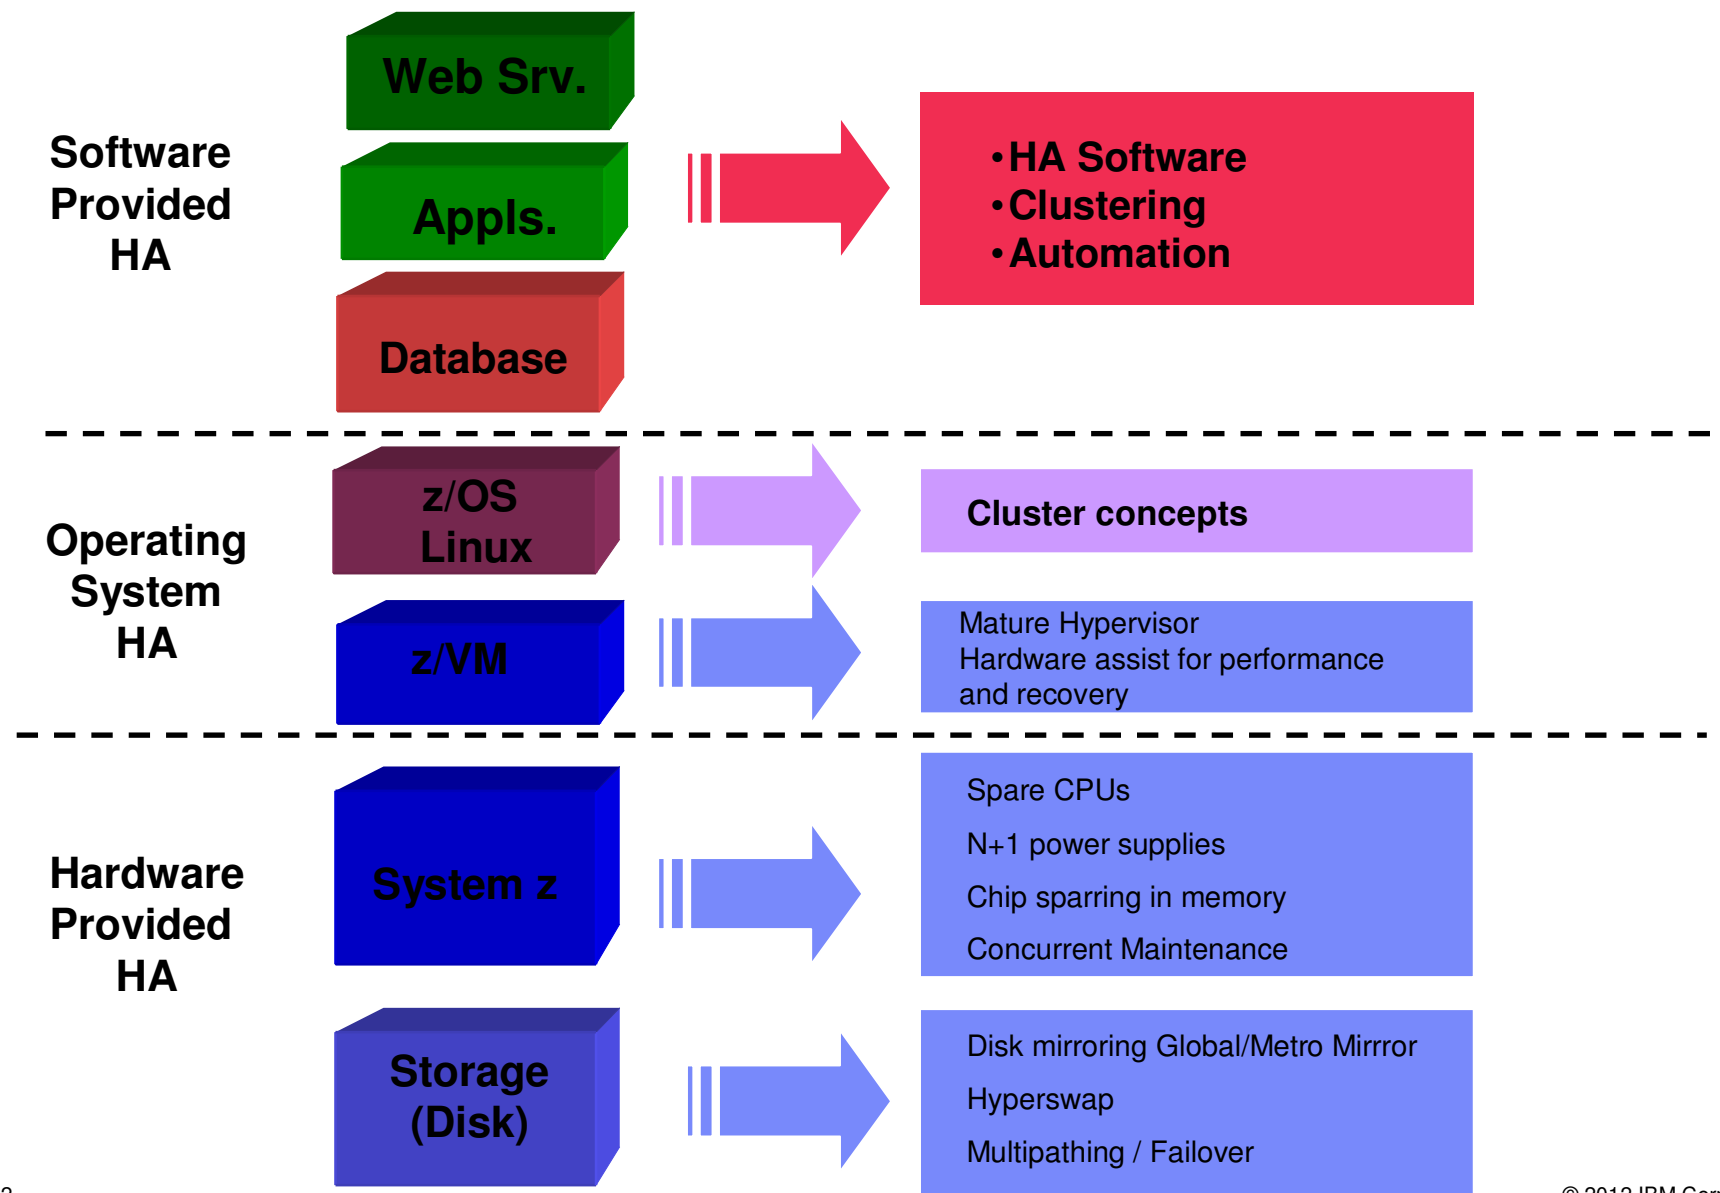 Software
Provided
HA
Web Srv.
Appls.
Database
•HA Software
•Clustering
•Automation
Operating
System
HA
z/OS
Linux
Cluster concepts
z/VM
Mature Hypervisor
Hardware assist for performance
and recovery
Hardware
Provided
HA
System z
Spare CPUs
N+1 power supplies
Chip sparring in memory
Concurrent Maintenance
Storage
(Disk)
Disk mirroring Global/Metro Mirrror
Hyperswap
Multipathing / Failover
© 2012 IBM